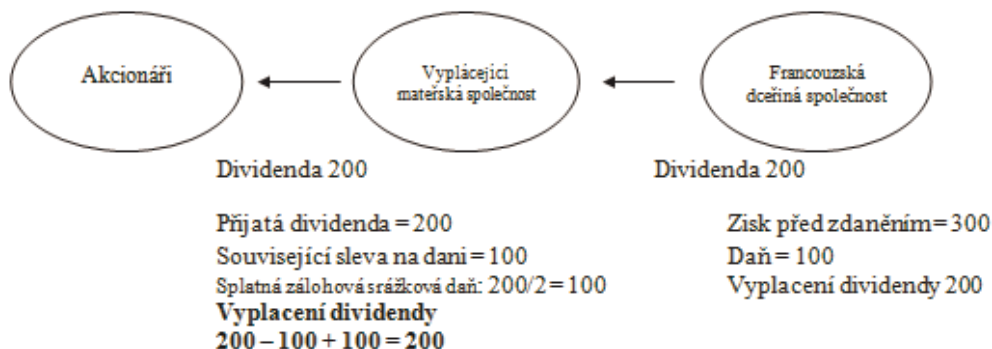 Akcionáři
Vyplácející
mateřská společnost
Francouzská
dceřiná společnost
Dividenda 200
Dividenda 200
Přijatá dividenda = 200
Související sleva na dani = 100
Splatná zálohová srážková daň: 200/2 = 100
Vyplacení dividendy
200 – 100 + 100 = 200
Zisk před zdaněním= 300
Daň = 100
Vyplacení dividendy 200